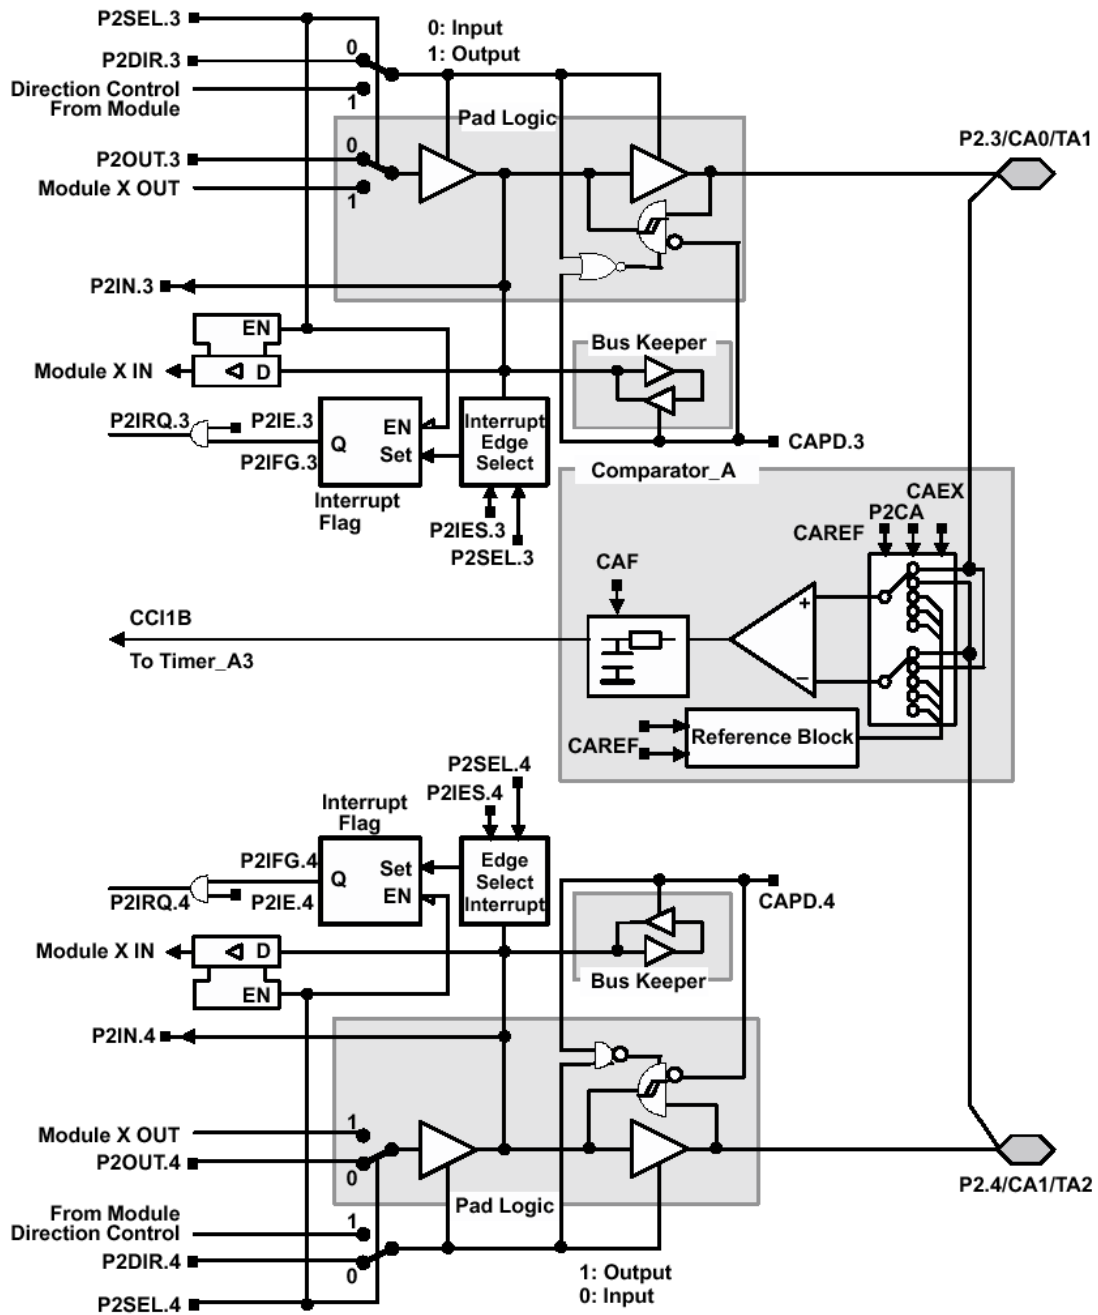 P2SEL.3
0: Input
1: Output
P2DIR.3
0
Direction Control
From Module
1
Pad Logic
P2OUT.3
0
Module X OUT
1
P2.3/CA0/TA1
P2IN.3
EN
Module X IN
D
Bus Keeper
P2IRQ.3
P2IE.3
P2IFG.3
Q
EN
Set
Interrupt
Edge
Select
Interrupt
Flag
P2IES.3
P2SEL.3
CAPD.3
Comparator_A
CAEX
P2CA
CAREF
CAF
+
−
CCI1B
To Timer_A3
CAREF
Reference Block
P2SEL.4
P2IES.4
Interrupt
Flag
P2IFG.4
P2IRQ.4
P2IE.4
Q
Set
EN
Edge
Select
Interrupt
CAPD.4
Module X IN
D
EN
Bus Keeper
P2IN.4
Module X OUT
1
P2OUT.4
0
Pad Logic
P2.4/CA1/TA2
From Module
Direction Control
1
P2DIR.4
0
1: Output
0: Input
P2SEL.4